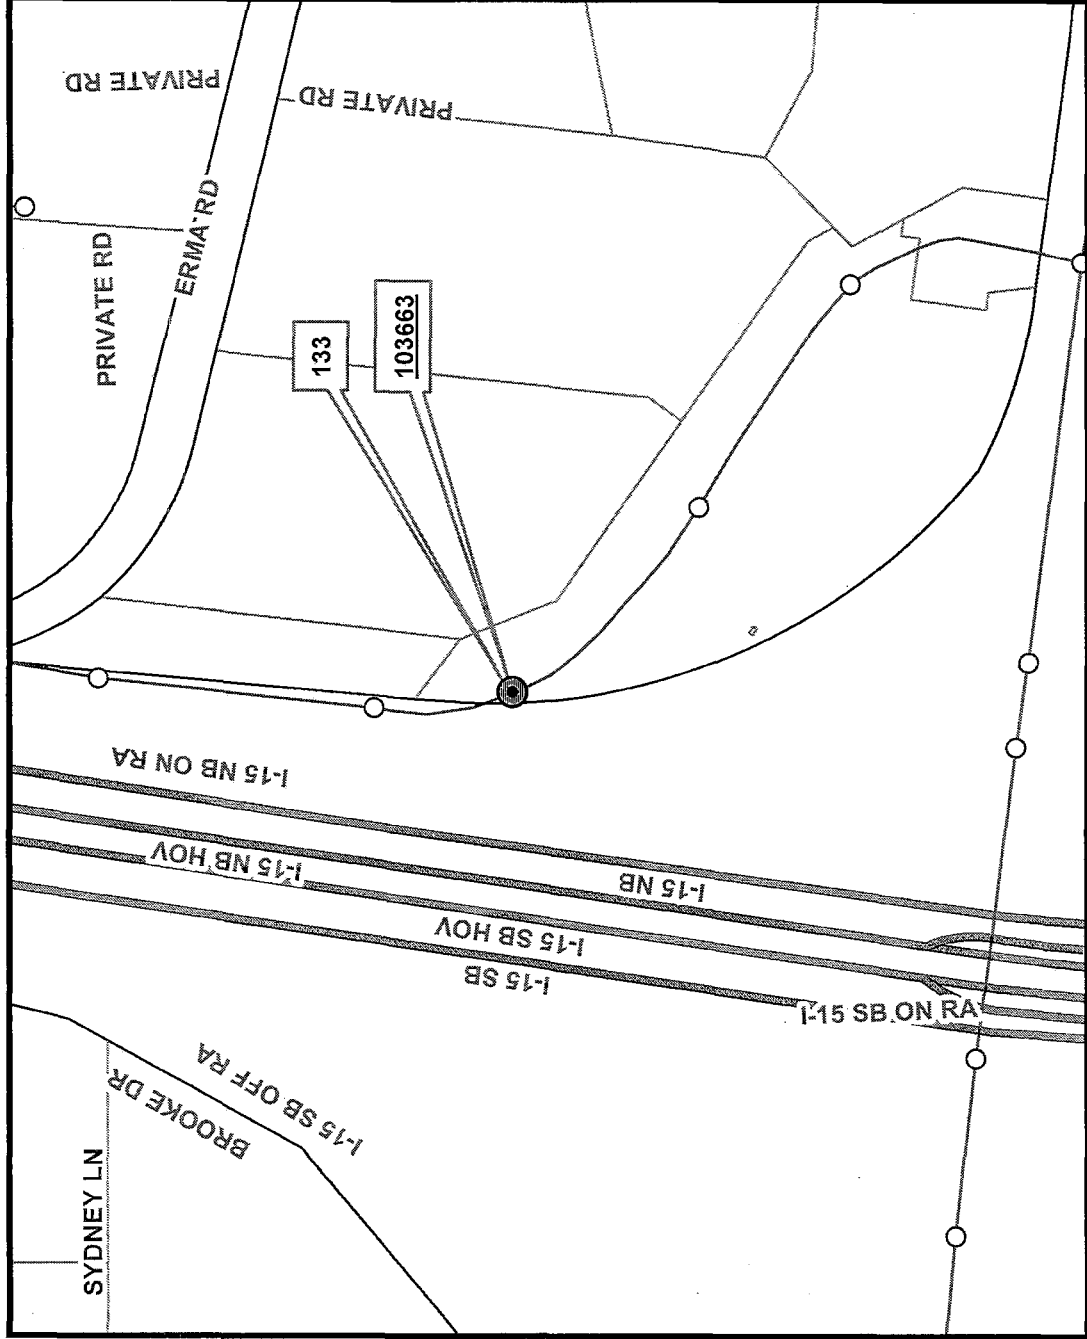 PRIVATE RD
PRIVATE RD
PRIVATE RD
ERMA RD
133
103663
I-15 NB ON RA
I-15 NB HOV
I-15 NB
I-15 SB HOV
I-15 SB
I-15 SB ON RA
I-15 SB OFF RA
BROOKE DR
SYDNEY LN